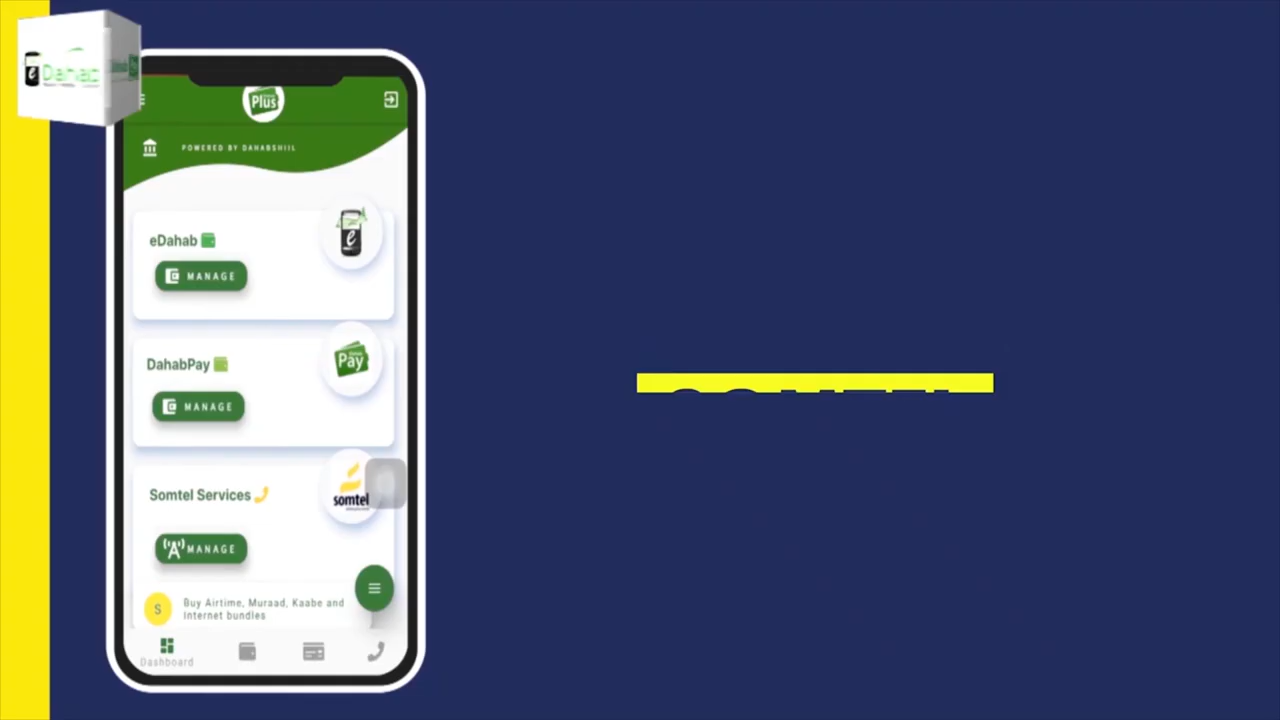 e Dahab
Plus
POWERED BY DAHABSHIIL
eDahab
e
MANAGE
DahabPay
Pay
MANAGE
Somtel Services
somtel
MANAGE
S
Buy Airtime, Muraad, Kaabe and
internet bundles
Dashboard